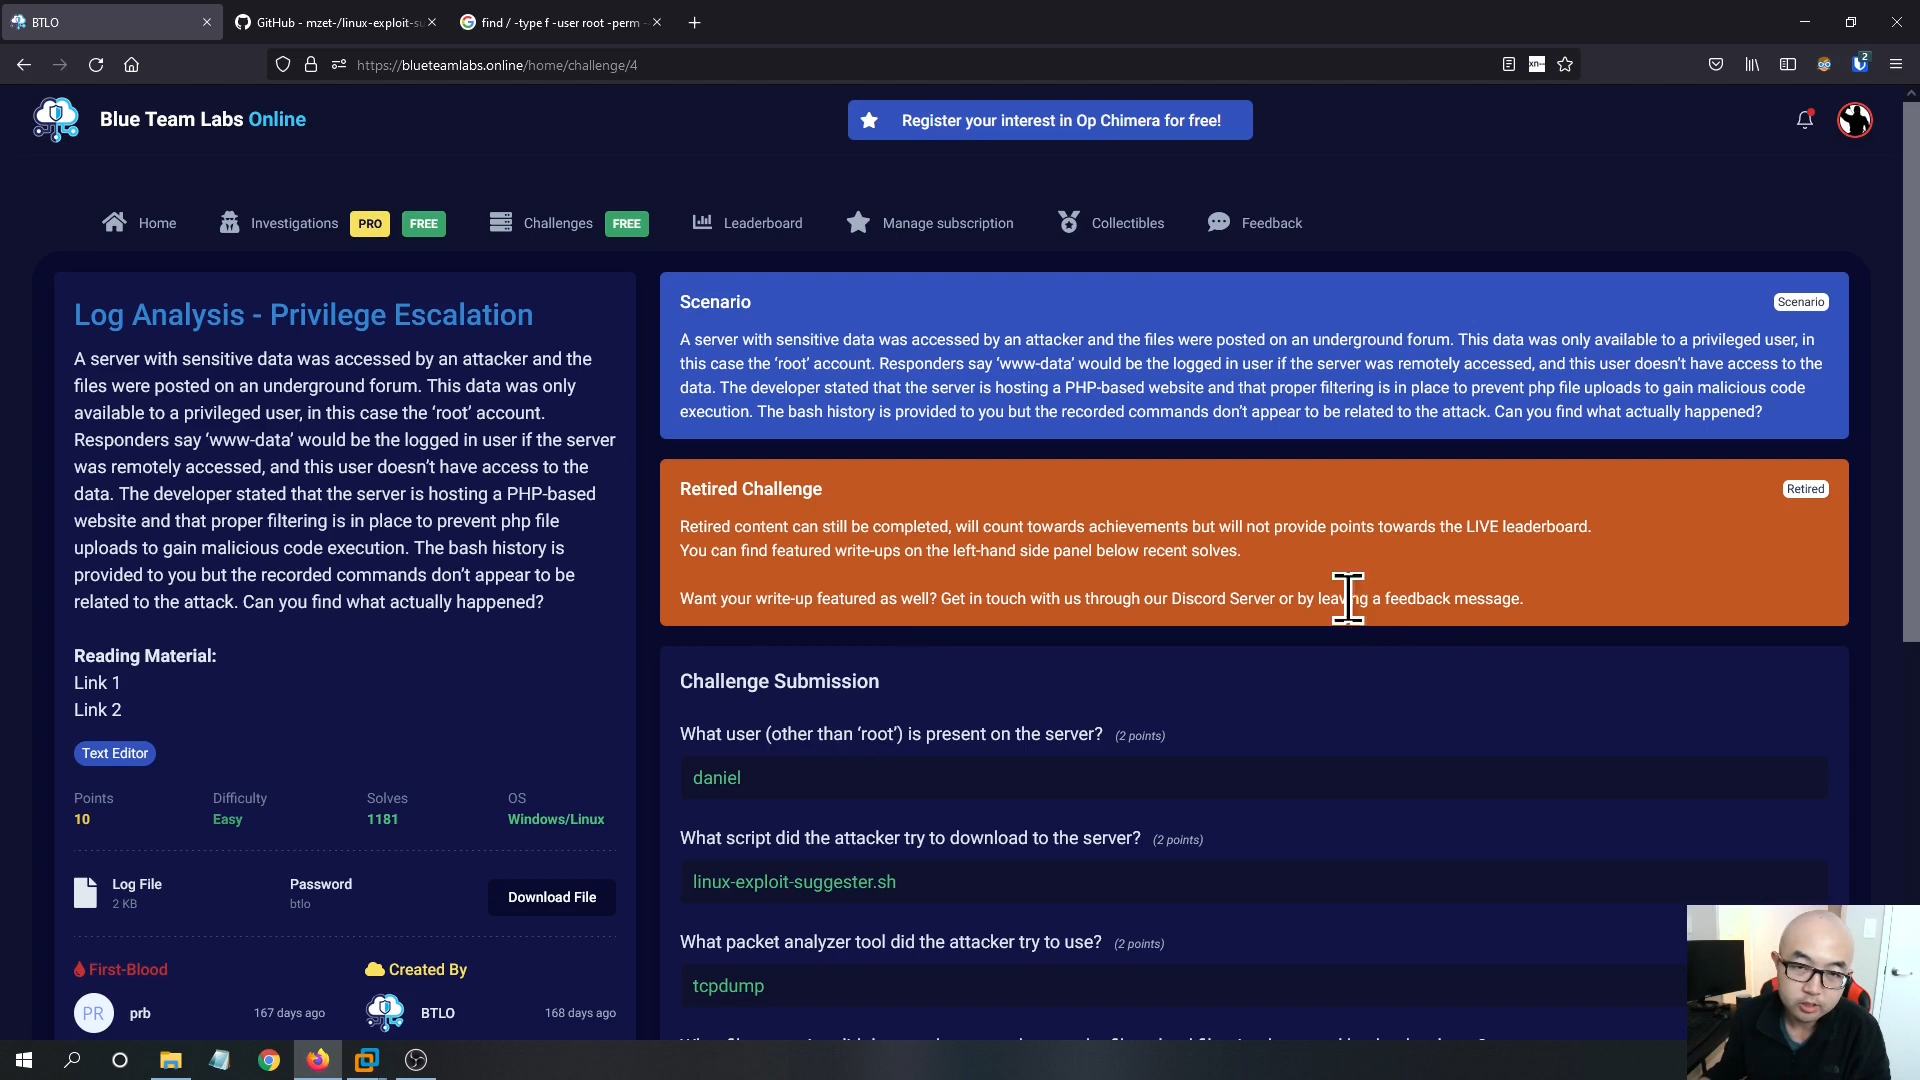 BTLO
GitHub - mzet-/linux-exploit-su
find / -type f -user root -perm -
https://blueteamlabs.online/home/challenge/4
2
Blue Team Labs Online
Register your interest in Op Chimera for free!
Home
Investigations PRO FREE
Challenges FREE
Leaderboard
Manage subscription
Collectibles
Feedback
Log Analysis - Privilege Escalation
A server with sensitive data was accessed by an attacker and the
files were posted on an underground forum. This data was only
available to a privileged user, in this case the ‘root’ account.
Responders say ‘www-data’ would be the logged in user if the server
was remotely accessed, and this user doesn’t have access to the
data. The developer stated that the server is hosting a PHP-based
website and that proper filtering is in place to prevent php file
uploads to gain malicious code execution. The bash history is
provided to you but the recorded commands don’t appear to be
related to the attack. Can you find what actually happened?
Reading Material:
Link 1
Link 2
Text Editor
Points Difficulty Solves OS
10 Easy 1181 Windows/Linux
Log File Password
2 KB btlo
Download File
First-Blood Created By
PR prb 167 days ago BTLO 168 days ago
Scenario Scenario
A server with sensitive data was accessed by an attacker and the files were posted on an underground forum. This data was only available to a privileged user, in
this case the ‘root’ account. Responders say ‘www-data’ would be the logged in user if the server was remotely accessed, and this user doesn’t have access to the
data. The developer stated that the server is hosting a PHP-based website and that proper filtering is in place to prevent php file uploads to gain malicious code
execution. The bash history is provided to you but the recorded commands don’t appear to be related to the attack. Can you find what actually happened?
Retired Challenge Retired
Retired content can still be completed, will count towards achievements but will not provide points towards the LIVE leaderboard.
You can find featured write-ups on the left-hand side panel below recent solves.
Want your write-up featured as well? Get in touch with us through our Discord Server or by leaving a feedback message.
Challenge Submission
What user (other than ‘root’) is present on the server? (2 points)
daniel
What script did the attacker try to download to the server? (2 points)
linux-exploit-suggester.sh
What packet analyzer tool did the attacker try to use? (2 points)
tcpdump